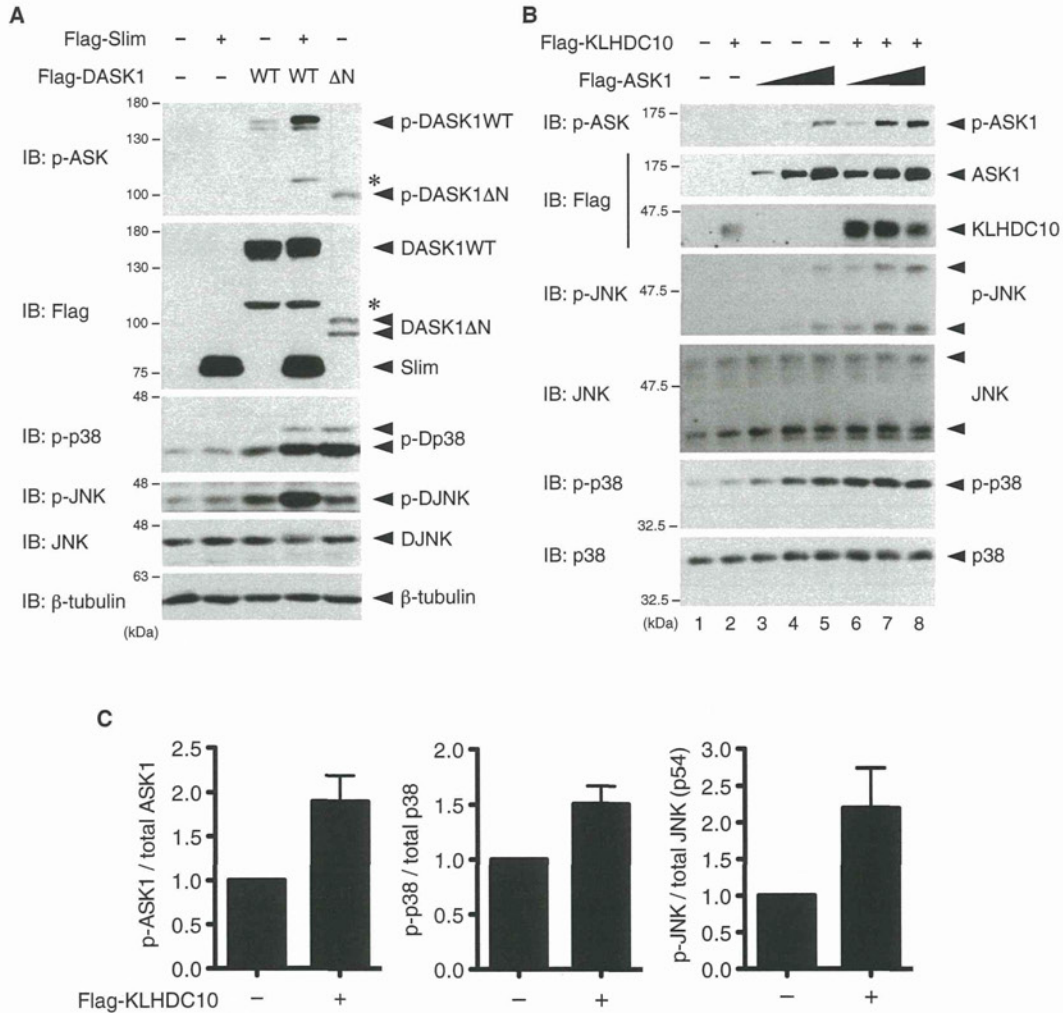 A
Flag-Slim – + – + –
Flag-DASK1 – – WT WT ΔN
180
130
100
IB: p-ASK
p-DASK1WT
*
p-DASK1ΔN
180
130
100
75
IB: Flag
DASK1WT
*
DASK1ΔN
Slim
48
IB: p-p38
p-Dp38
48
IB: p-JNK
p-DJNK
48
IB: JNK
DJNK
63
IB: β-tubulin
β-tubulin
(kDa)
B
Flag-KLHDC10 – + – – – + + +
Flag-ASK1 – –
175
IB: p-ASK
p-ASK1
175
ASK1
IB: Flag
47.5
KLHDC10
IB: p-JNK
47.5
p-JNK
IB: JNK
47.5
JNK
IB: p-p38
p-p38
32.5
IB: p38
p38
32.5
(kDa) 1 2 3 4 5 6 7 8
C
p-ASK1 / total ASK1
2.5
2.0
1.5
1.0
0.5
0.0
Flag-KLHDC10 – +
p-p38 / total p38
2.0
1.5
1.0
0.5
0.0
– +
p-JNK / total JNK (p54)
3.0
2.5
2.0
1.5
1.0
0.5
0.0
– +